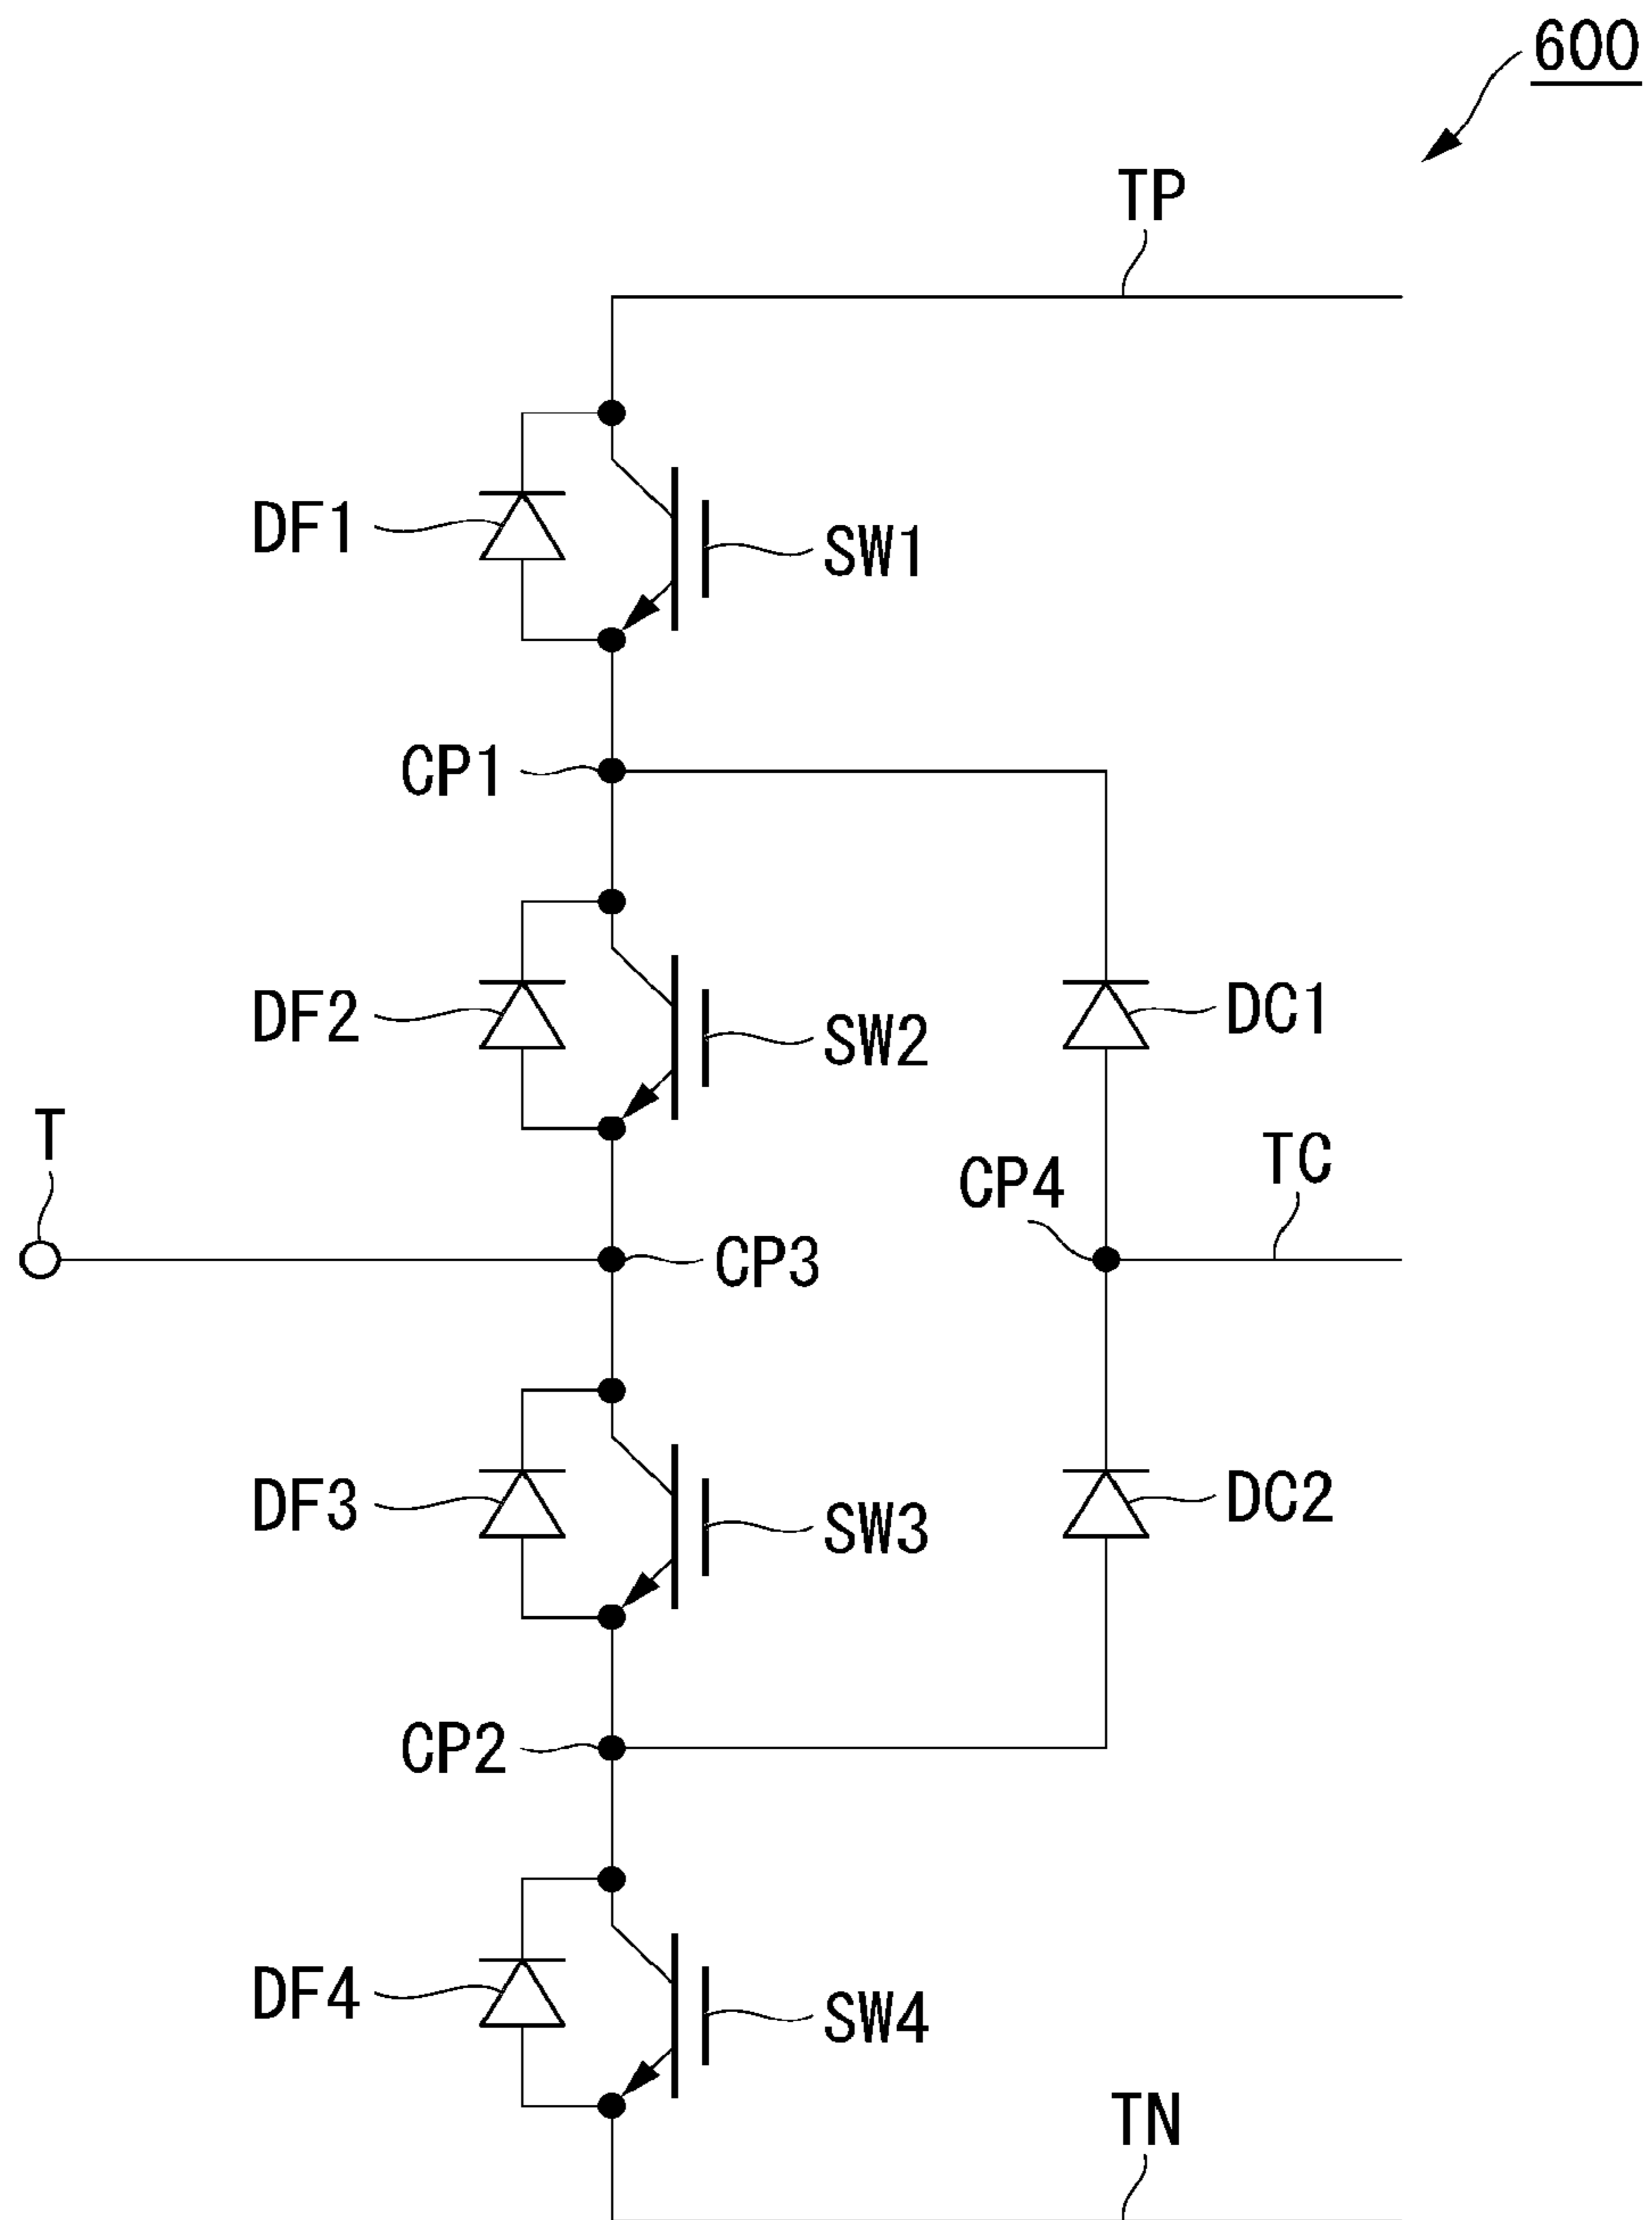 600
TP
DF1
SW1
CP1
DF2
SW2
DC1
T
CP4
TC
CP3
DF3
SW3
DC2
CP2
DF4
SW4
TN